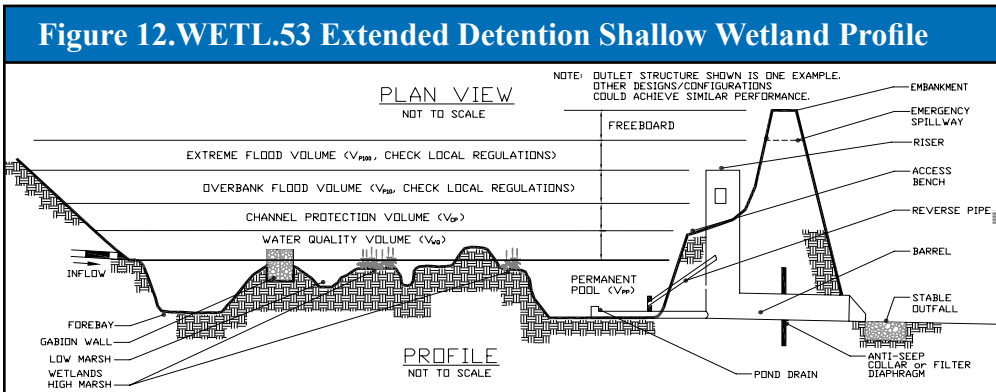 Figure 12.WETL.53 Extended Detention Shallow Wetland Profile
NOTE: OUTLET STRUCTURE SHOWN IS ONE EXAMPLE.
OTHER DESIGNS/CONFIGURATIONS
COULD ACHIEVE SIMILAR PERFORMANCE.
PLAN VIEW
NOT TO SCALE
FREEBOARD
EXTREME FLOOD VOLUME (VP100, CHECK LOCAL REGULATIONS)
OVERBANK FLOOD VOLUME (VP10, CHECK LOCAL REGULATIONS)
CHANNEL PROTECTION VOLUME (VCP)
WATER QUALITY VOLUME (VWQ)
INFLOW
PERMANENT
POOL (VPP)
EMBANKMENT
EMERGENCY
SPILLWAY
RISER
ACCESS
BENCH
REVERSE PIPE
BARREL
STABLE
OUTFALL
FOREBAY
GABION WALL
LOW MARSH
WETLANDS
HIGH MARSH
PROFILE
NOT TO SCALE
POND DRAIN
ANTI-SEEP
COLLAR or FILTER
DIAPHRAGM